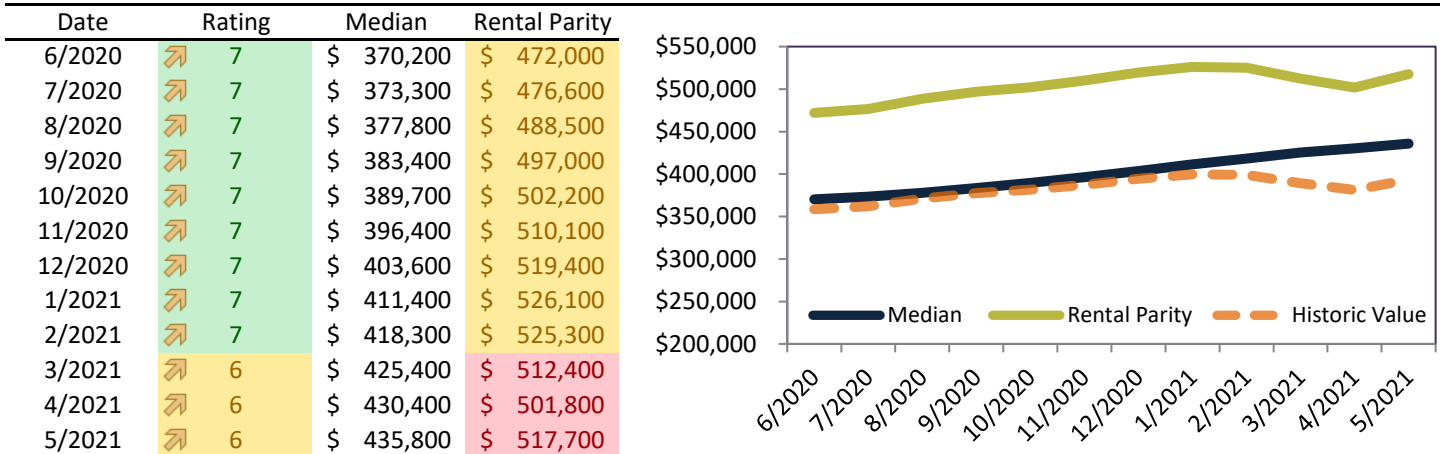 Date Rating Median Rental Parity
6/2020 7 $ 370,200 $ 472,000
7/2020 7 $ 373,300 $ 476,600
8/2020 7 $ 377,800 $ 488,500
9/2020 7 $ 383,400 $ 497,000
10/2020 7 $ 389,700 $ 502,200
11/2020 7 $ 396,400 $ 510,100
12/2020 7 $ 403,600 $ 519,400
1/2021 7 $ 411,400 $ 526,100
2/2021 7 $ 418,300 $ 525,300
3/2021 6 $ 425,400 $ 512,400
4/2021 6 $ 430,400 $ 501,800
5/2021 6 $ 435,800 $ 517,700
$550,000
$500,000
$450,000
$400,000
$350,000
$300,000
$250,000
$200,000
Median Rental Parity Historic Value
6/2020 7/2020 8/2020 9/2020 10/2020 11/2020 12/2020 1/2021 2/2021 3/2021 4/2021 5/2021